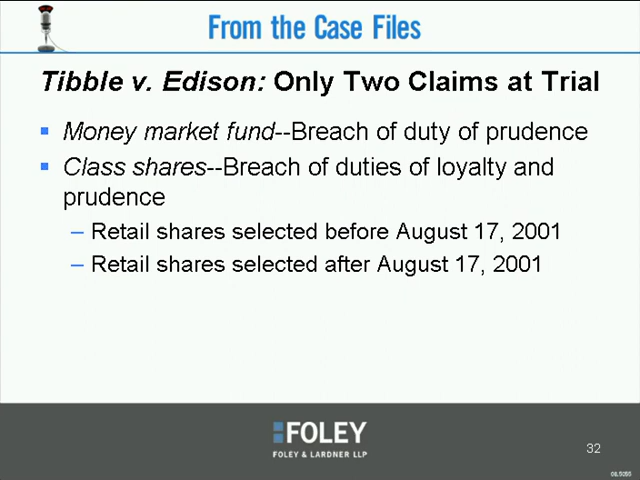 From the Case Files
Tibble v. Edison: Only Two Claims at Trial
Money market fund--Breach of duty of prudence
Class shares--Breach of duties of loyalty and
prudence
– Retail shares selected before August 17, 2001
– Retail shares selected after August 17, 2001
FOLEY
FOLEY & LARDNER LLP
32